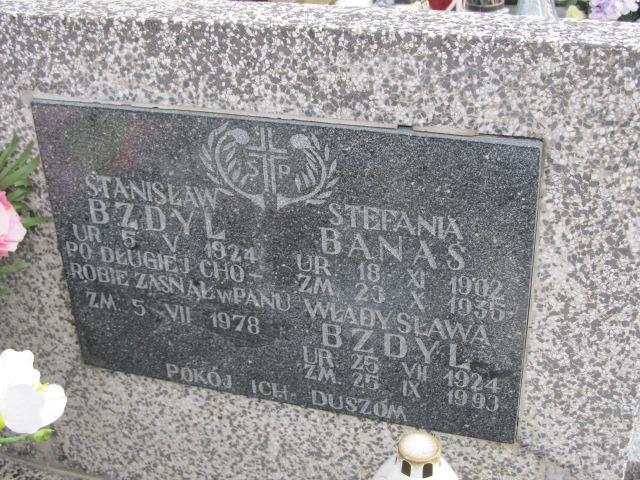 Ś P
STANISŁAW
BZDYL
UR 5 V 1924
PO DŁUGIEJ CHO-
ROBIE ZASNĄŁ W PANU
ZM. 5 VII 1978
STEFANIA
BANAŚ
UR 18 XI 1902
ZM. 23 X 1935
WŁADYSŁAWA
BZDYL
UR 25 VII 1924
ZM. 25 IX 1993
POKÓJ ICH DUSZOM